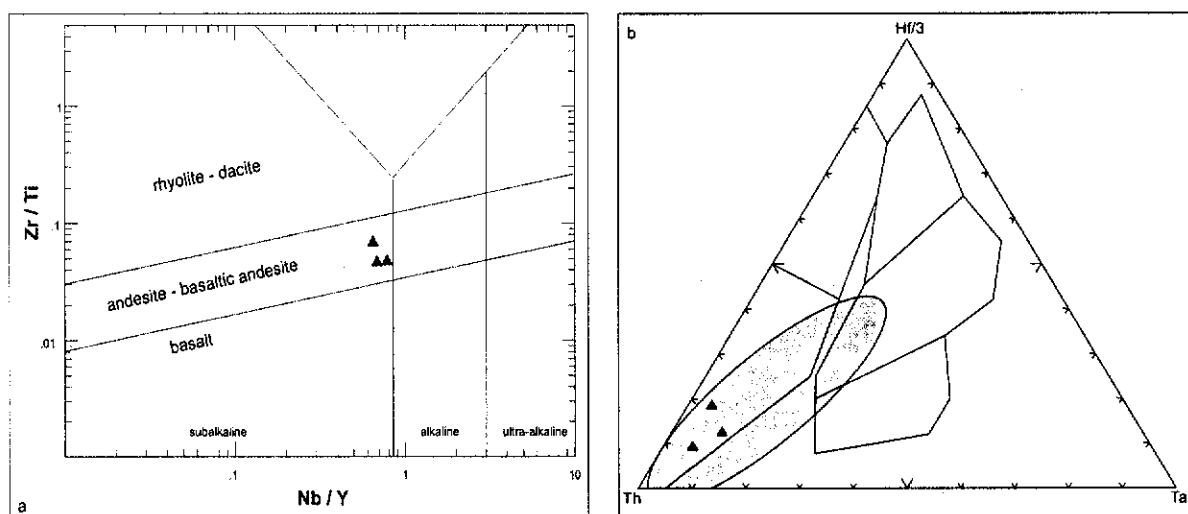 Zr / Ti
1
.1
.01
rhyolite - dacite
andesite - basaltic andesite
basalt
subalkaline
alkaline
ultra-alkaline
.1
1
10
Nb / Y
a
b
Hf/3
Th
Ta